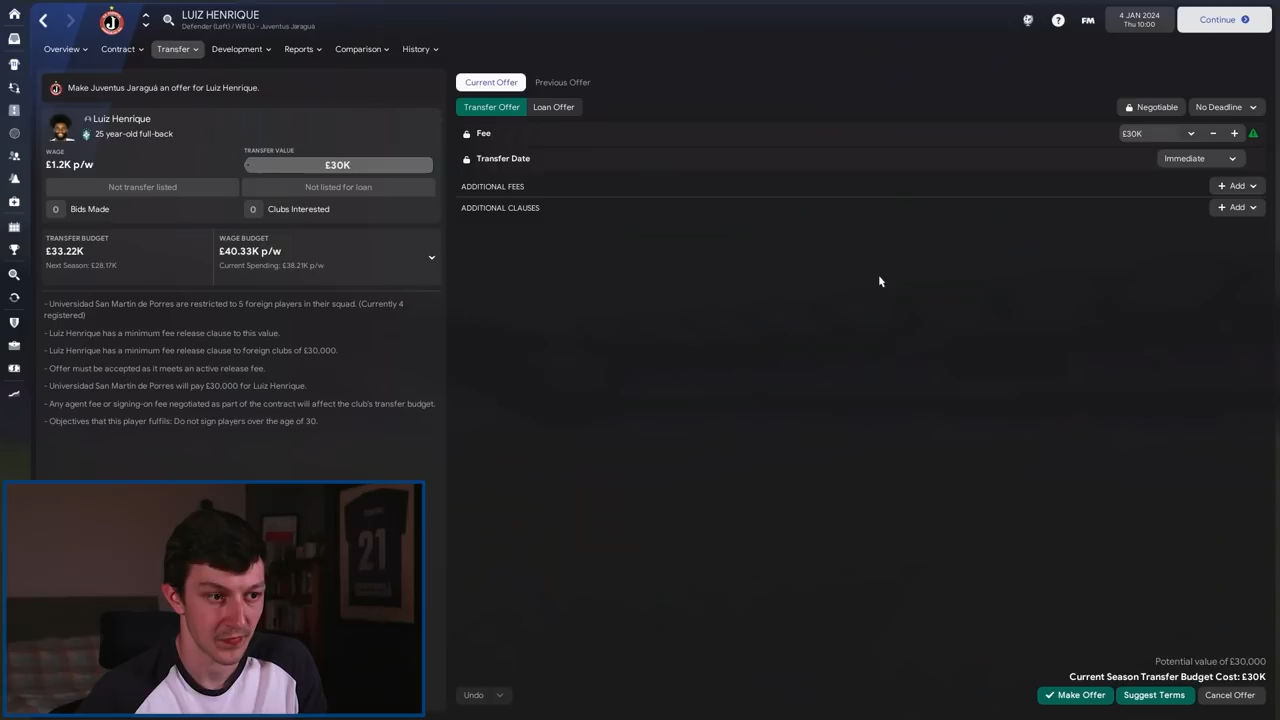 LUIZ HENRIQUE
Defender (Left) / WB (L) - Juventus Jaraguá
FM
4 JAN 2024
Thu 10:00
Continue
Overview
Contract
Transfer
Development
Reports
Comparison
History
Make Juventus Jaraguá an offer for Luiz Henrique.
Luiz Henrique
25 year-old full-back
WAGE
£1.2K p/w
TRANSFER VALUE
£30K
Not transfer listed
Not listed for loan
0 Bids Made
0 Clubs Interested
TRANSFER BUDGET
£33.22K
Next Season: £28.17K
WAGE BUDGET
£40.33K p/w
Current Spending: £38.21K p/w
- Universidad San Martín de Porres are restricted to 5 foreign players in their squad. (Currently 4
registered)
- Luiz Henrique has a minimum fee release clause to this value.
- Luiz Henrique has a minimum fee release clause to foreign clubs of £30,000.
- Offer must be accepted as it meets an active release fee.
- Universidad San Martín de Porres will pay £30,000 for Luiz Henrique.
- Any agent fee or signing-on fee negotiated as part of the contract will affect the club's transfer budget.
- Objectives that this player fulfils: Do not sign players over the age of 30.
Current Offer
Previous Offer
Transfer Offer
Loan Offer
Negotiable
No Deadline
Fee
£30K
Transfer Date
Immediate
ADDITIONAL FEES
Add
ADDITIONAL CLAUSES
Add
21
Potential value of £30,000
Current Season Transfer Budget Cost: £30K
Undo
Make Offer
Suggest Terms
Cancel Offer